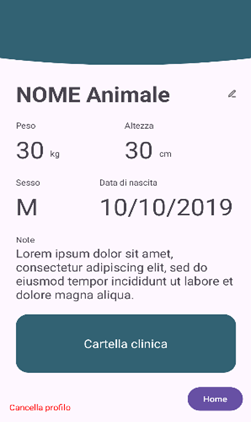 NOME Animale
Peso Altezza
30 kg 30 cm
Sesso Data di nascita
M 10/10/2019
Note
Lorem ipsum dolor sit amet,
consectetur adipiscing elit, sed do
eiusmod tempor incididunt ut labore et
dolore magna aliqua.
Cartella clinica
Home
Cancella profilo